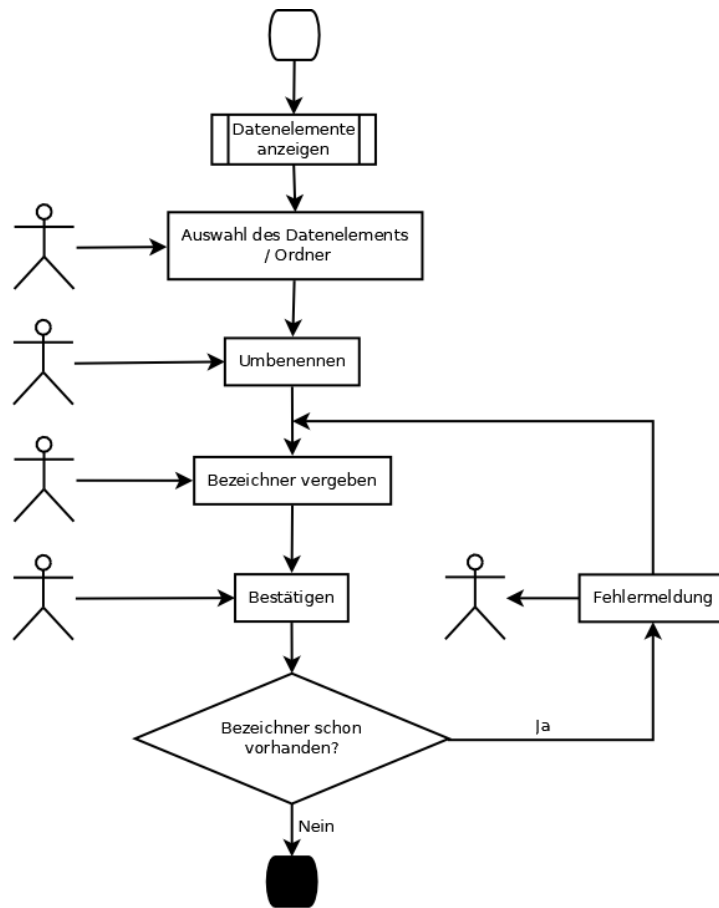 Datenelemente
anzeigen
Auswahl des Datenelements
/ Ordner
Umbenennen
Bezeichner vergeben
Bestätigen
Fehlermeldung
Bezeichner schon
vorhanden?
Ja
Nein